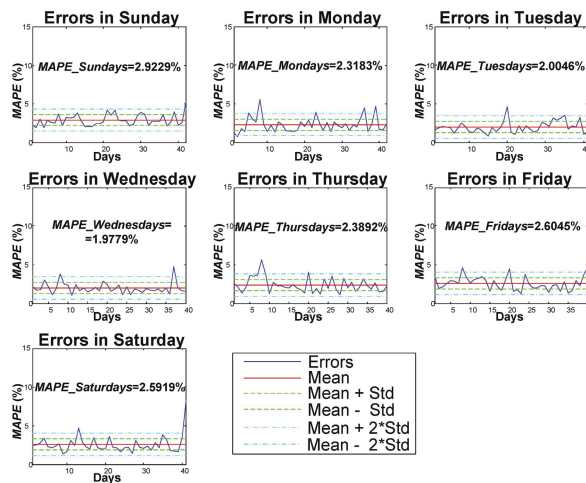 Errors in Sunday
Errors in Monday
Errors in Tuesday
15
10
5
0
MAPE (%)
MAPE_Sundays=2.9229%
10 20 30 40
Days
15
10
5
0
MAPE (%)
MAPE_Mondays=2.3183%
10 20 30 40
Days
15
10
5
0
MAPE (%)
MAPE_Tuesdays=2.0046%
10 20 30 40
Days
Errors in Wednesday
Errors in Thursday
Errors in Friday
15
10
5
0
MAPE (%)
MAPE_Wednesdays=
=1.9779%
5 10 15 20 25 30 35 40
Days
15
10
5
0
MAPE (%)
MAPE_Thursdays=2.3892%
5 10 15 20 25 30 35 40
Days
15
10
5
0
MAPE (%)
MAPE_Fridays=2.6045%
5 10 15 20 25 30 35
Days
Errors in Saturday
15
10
5
0
MAPE (%)
MAPE_Saturdays=2.5919%
10 20 30 40
Days
Errors
Mean
Mean + Std
Mean - Std
Mean + 2*Std
Mean - 2*Std